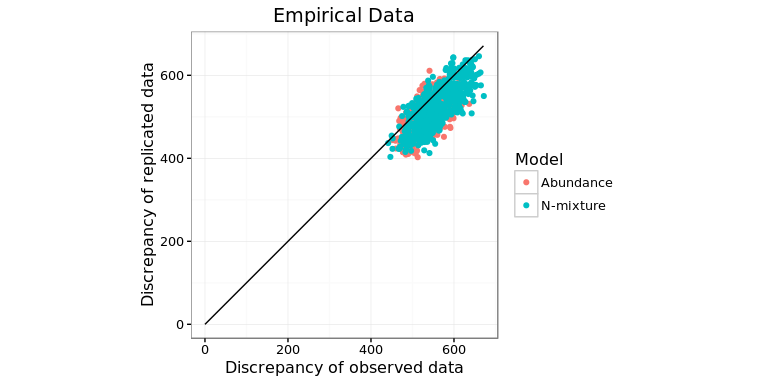 Empirical Data
Discrepancy of replicated data
600
400
200
0
0 200 400 600
Discrepancy of observed data
Model
Abundance
N-mixture